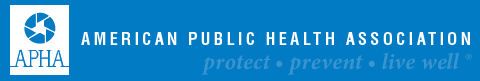 APHA
AMERICAN PUBLIC HEALTH ASSOCIATION
protect • prevent • live well ®